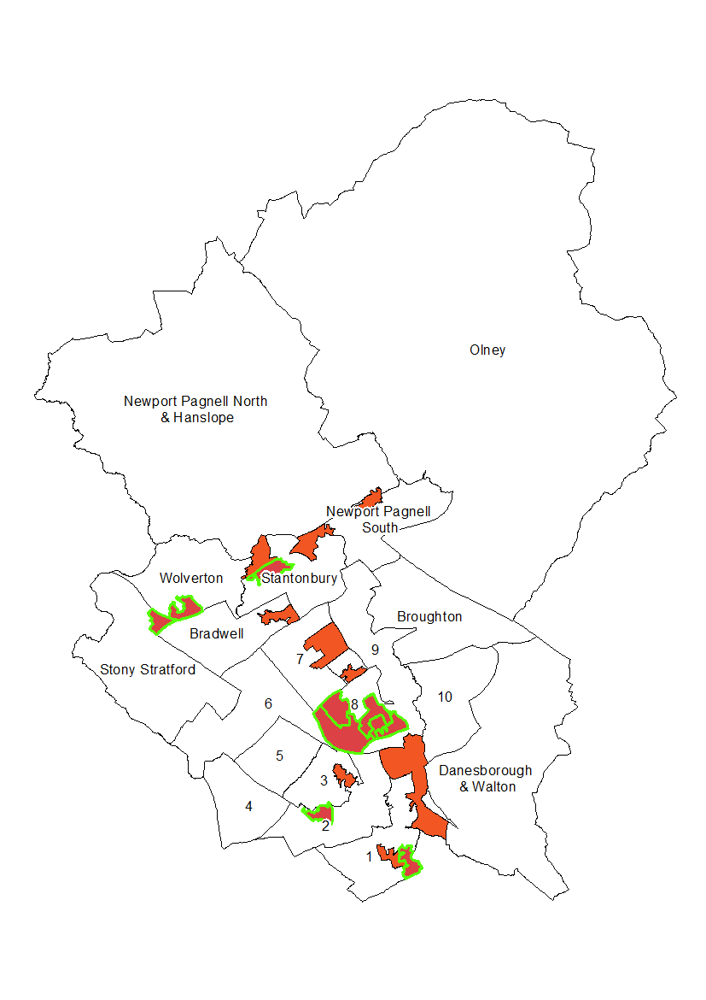 Olney
Newport Pagnell North
& Hanslope
Newport Pagnell
South
Wolverton
Stantonbury
Broughton
Bradwell
9
7
Stony Stratford
10
6
8
5
Danesborough
& Walton
3
4
2
1